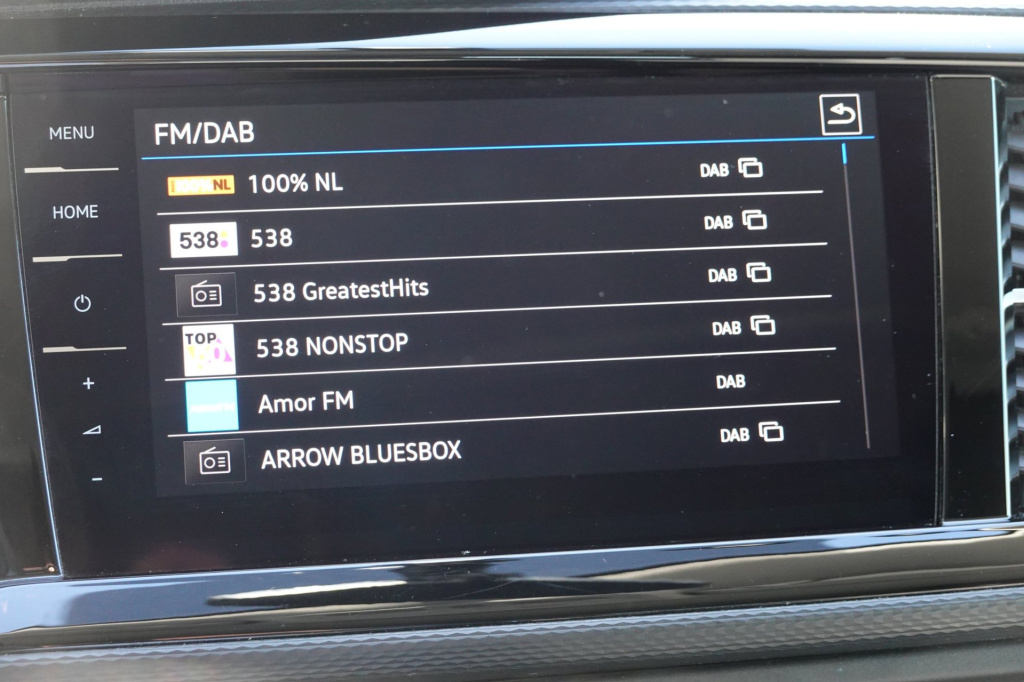 MENU
HOME
+
-
FM/DAB
100% NL 100% NL DAB
538 538 DAB
538 GreatestHits DAB
TOP 538 NONSTOP DAB
Amor FM DAB
ARROW BLUESBOX DAB